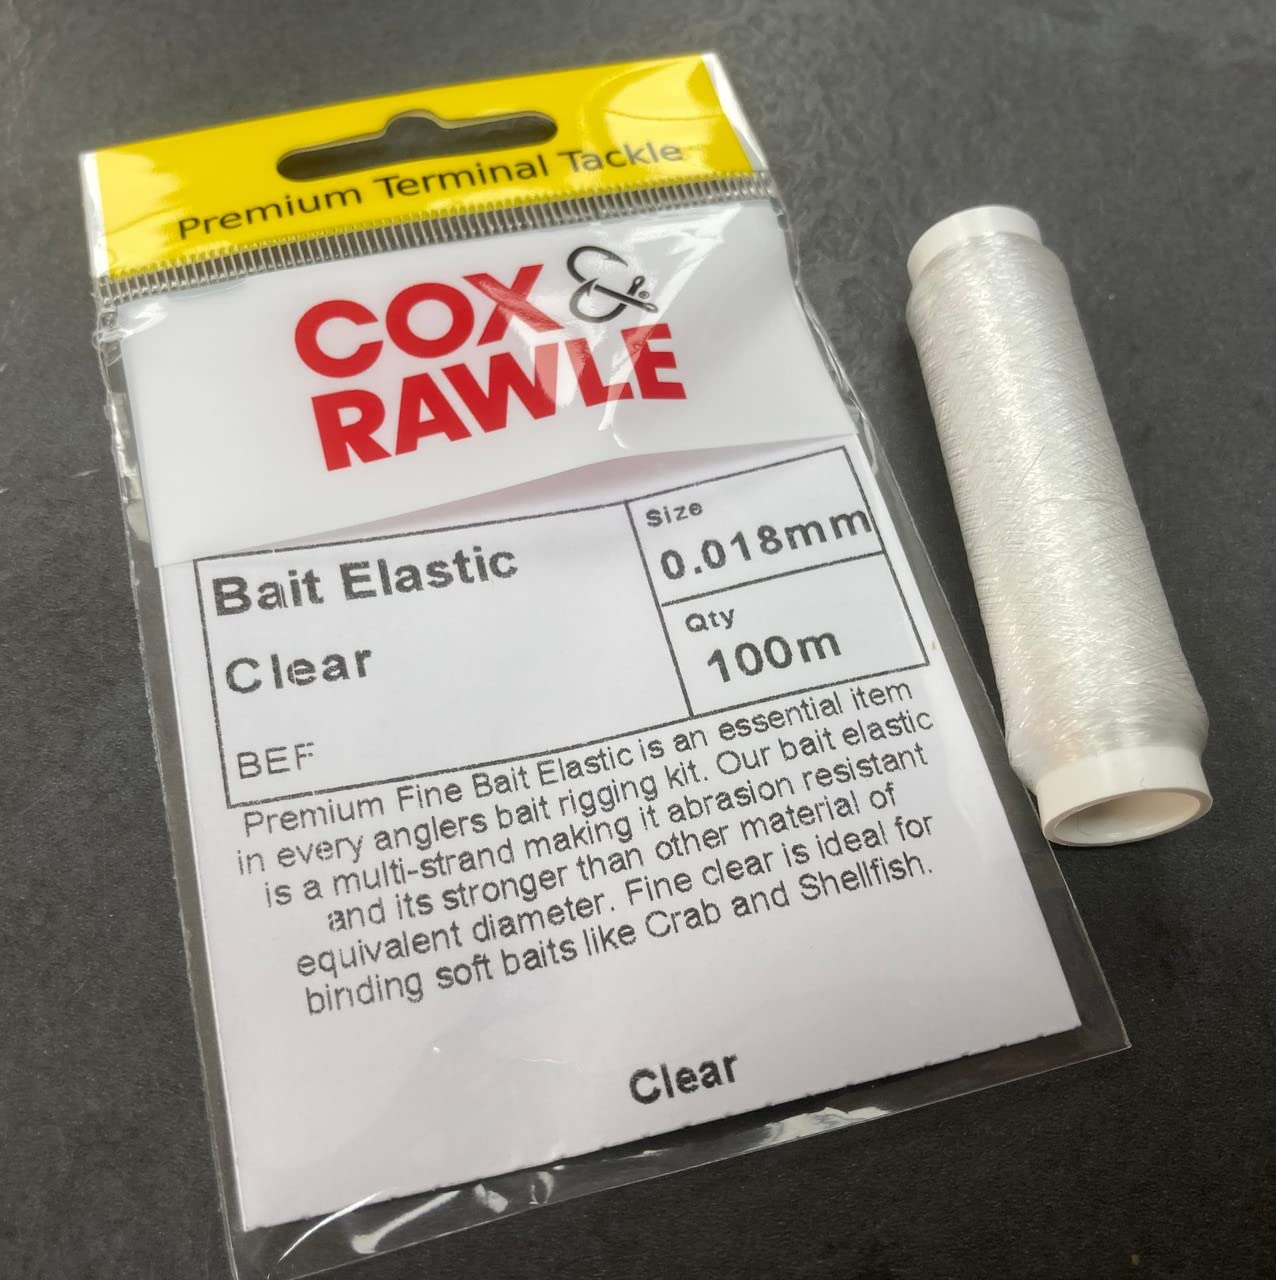 Premium Terminal Tackle
COX &
RAWLE
Bait Elastic
Clear
BEF
Size
0.018mm
Qty
100m
Premium Fine Bait Elastic is an essential item
in every anglers bait rigging kit. Our bait elastic
is a multi-strand making it abrasion resistant
and its stronger than other material of
equivalent diameter. Fine clear is ideal for
binding soft baits like Crab and Shellfish.
Clear